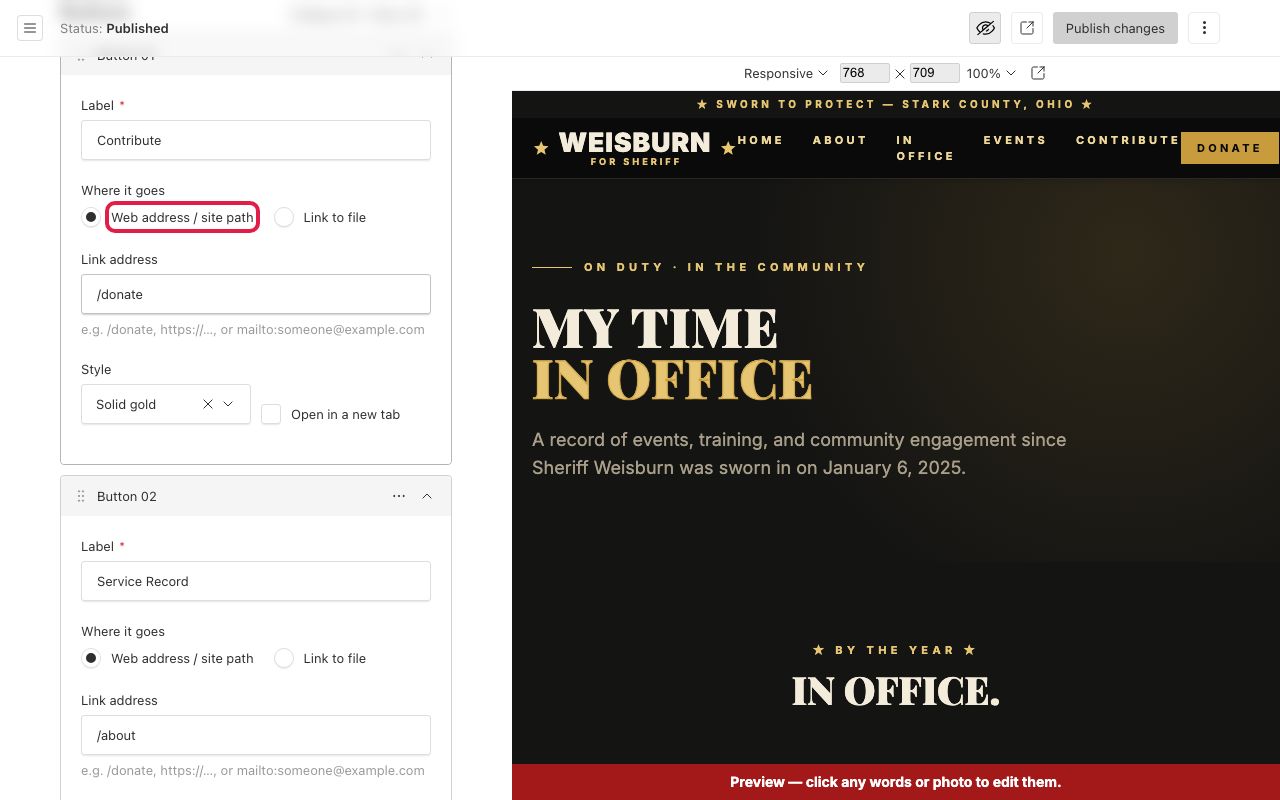 Status: Published
Publish changes
Button 01
Label *
Contribute
Where it goes
Web address / site path
Link to file
Link address
/donate
e.g. /donate, https://..., or mailto:someone@example.com
Style
Solid gold
Open in a new tab
Button 02
Label *
Service Record
Where it goes
Web address / site path
Link to file
Link address
/about
e.g. /donate, https://..., or mailto:someone@example.com
Responsive 768 × 709 100%
★ SWORN TO PROTECT — STARK COUNTY, OHIO ★
★ WEISBURN ★
FOR SHERIFF
HOME
ABOUT
IN
OFFICE
EVENTS
CONTRIBUTE
DONATE
ON DUTY · IN THE COMMUNITY
MY TIME
IN OFFICE
A record of events, training, and community engagement since
Sheriff Weisburn was sworn in on January 6, 2025.
★ BY THE YEAR ★
IN OFFICE.
Preview — click any words or photo to edit them.